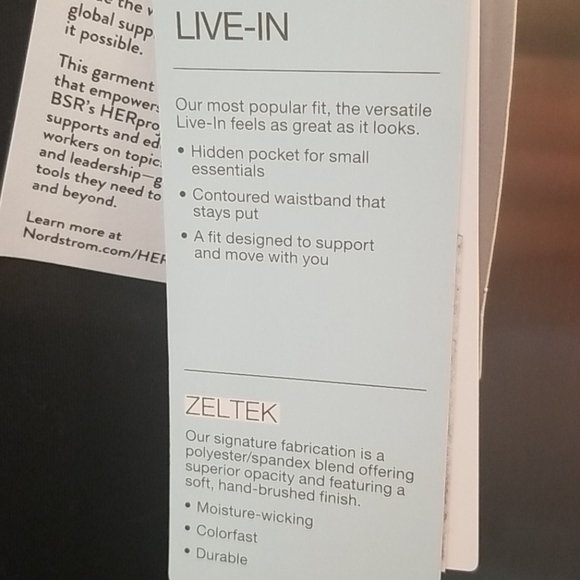 the
global supp
it possible.
This garment
that empower
BSR's HERpro
supports and ed
workers on topic
and leadership—g
tools they need to
and beyond.
Learn more at
Nordstrom.com/HER
LIVE-IN
Our most popular fit, the versatile
Live-In feels as great as it looks.
• Hidden pocket for small
essentials
• Contoured waistband that
stays put
• A fit designed to support
and move with you
ZELTEK
Our signature fabrication is a
polyester/spandex blend offering
superior opacity and featuring a
soft, hand-brushed finish.
• Moisture-wicking
• Colorfast
• Durable